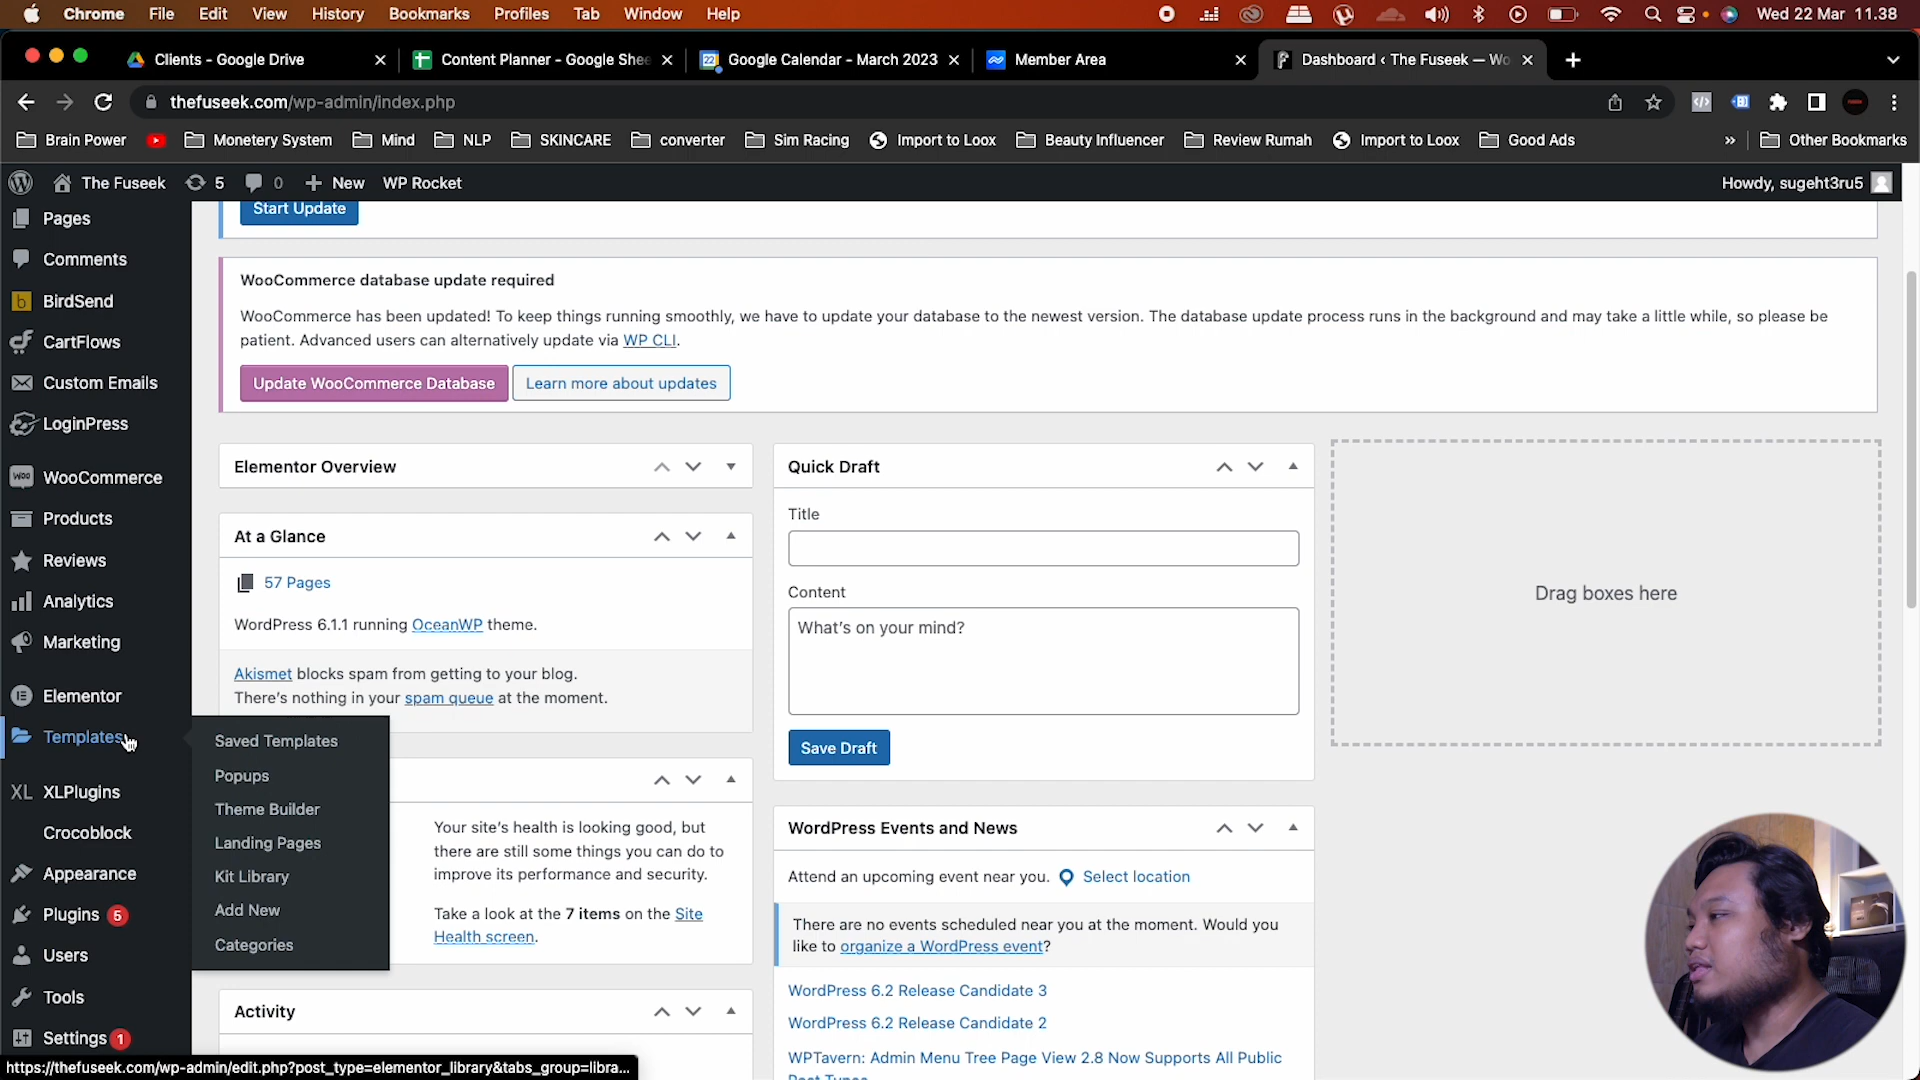 Chrome File Edit View History Bookmarks Profiles Tab Window Help Wed 22 Mar 11.38
Clients - Google Drive Content Planner - Google Shee Google Calendar - March 2023 Member Area Dashboard ‹ The Fuseek — Wo
thefuseek.com/wp-admin/index.php
Brain Power Monetery System Mind NLP SKINCARE converter Sim Racing Import to Loox Beauty Influencer Review Rumah Import to Loox Good Ads » Other Bookmarks
The Fuseek 5 0 New WP Rocket Howdy, sugeht3ru5
Pages
Comments
BirdSend
CartFlows
Custom Emails
LoginPress
WooCommerce
Products
Reviews
Analytics
Marketing
Elementor
Templates
XL XLPlugins
Crocoblock
Appearance
Plugins 5
Users
Tools
Settings 1
Saved Templates
Popups
Theme Builder
Landing Pages
Kit Library
Add New
Categories
Start Update
WooCommerce database update required
WooCommerce has been updated! To keep things running smoothly, we have to update your database to the newest version. The database update process runs in the background and may take a little while, so please be
patient. Advanced users can alternatively update via WP CLI.
Update WooCommerce Database Learn more about updates
Elementor Overview
At a Glance
57 Pages
WordPress 6.1.1 running OceanWP theme.
Akismet blocks spam from getting to your blog.
There's nothing in your spam queue at the moment.
Your site's health is looking good, but
there are still some things you can do to
improve its performance and security.
Take a look at the 7 items on the Site
Health screen.
Activity
Quick Draft
Title
Content
What's on your mind?
Save Draft
WordPress Events and News
Attend an upcoming event near you. Select location
There are no events scheduled near you at the moment. Would you
like to organize a WordPress event?
WordPress 6.2 Release Candidate 3
WordPress 6.2 Release Candidate 2
WPTavern: Admin Menu Tree Page View 2.8 Now Supports All Public
Post Types
Drag boxes here
https://thefuseek.com/wp-admin/edit.php?post_type=elementor_library&tabs_group=libra...